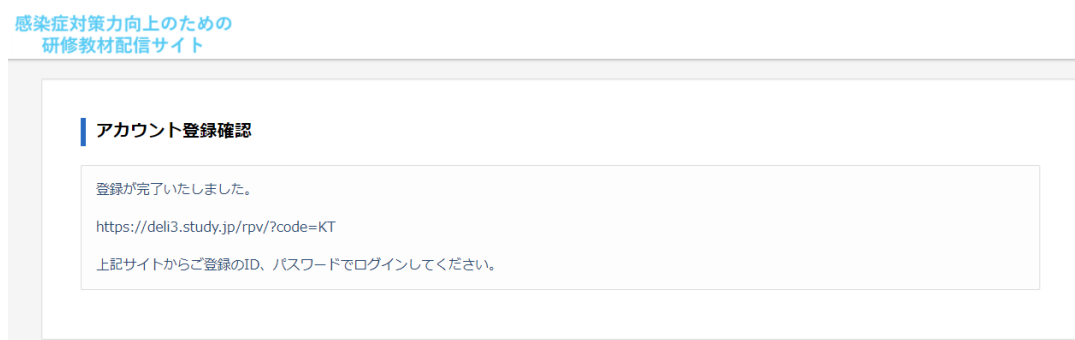 感染症対策力向上のための
研修教材配信サイト
アカウント登録確認
登録が完了いたしました。
https://deli3.study.jp/rpv/?code=KT
上記サイトからご登録のID、パスワードでログインしてください。